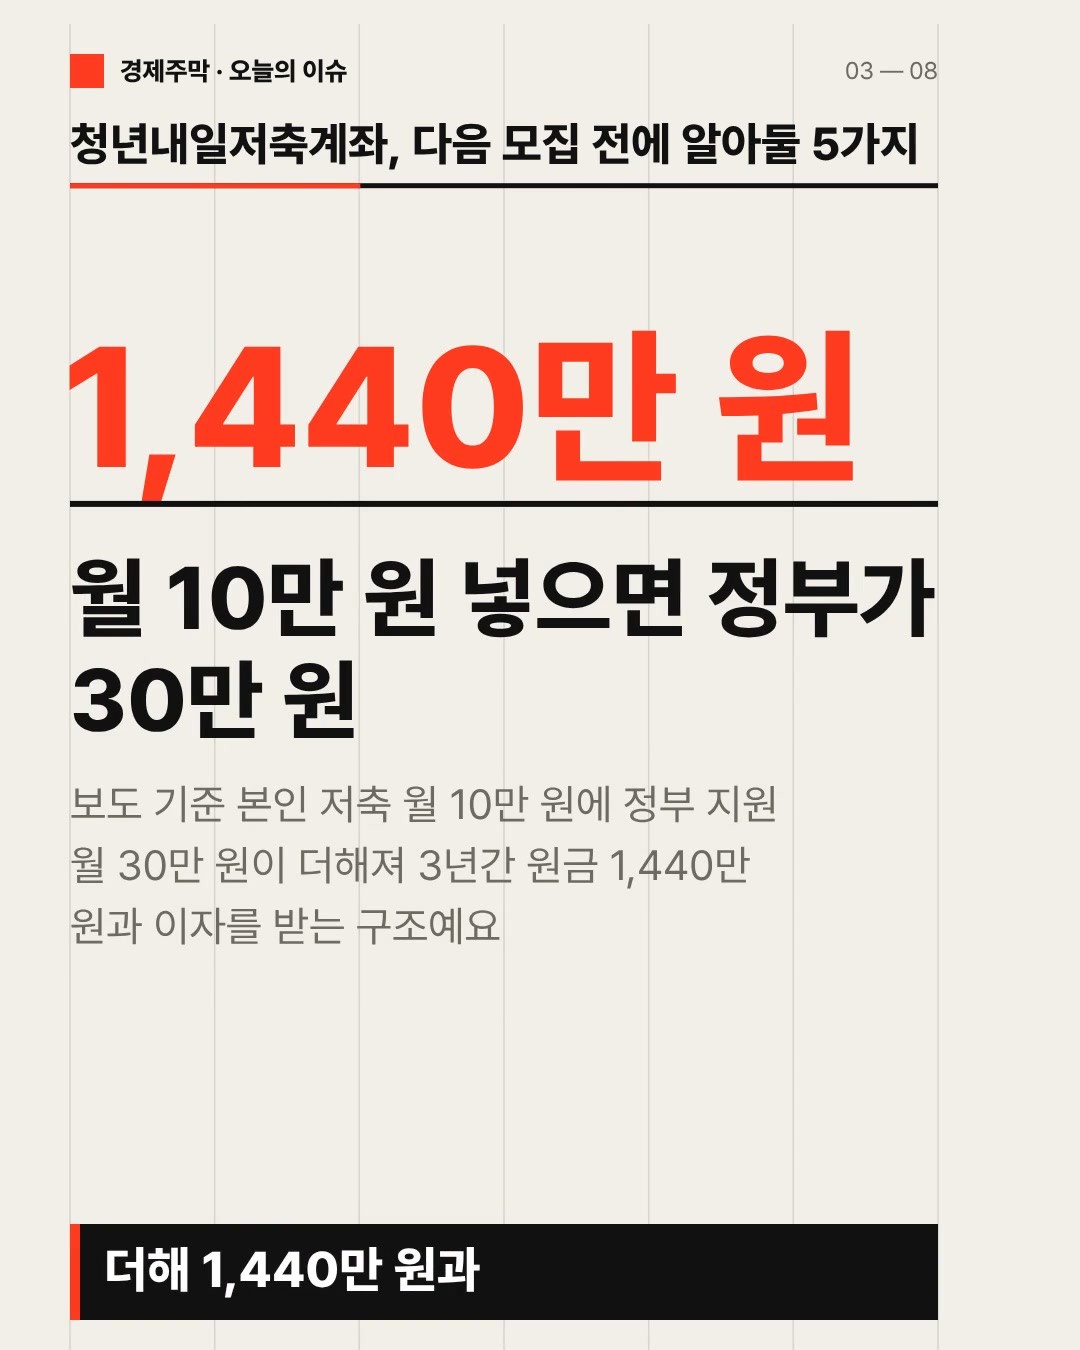 경제주막 · 오늘의 이슈
03 — 08
청년내일저축계좌, 다음 모집 전에 알아둘 5가지
1,440만 원
월 10만 원 넣으면 정부가
30만 원
보도 기준 본인 저축 월 10만 원에 정부 지원
월 30만 원이 더해져 3년간 원금 1,440만
원과 이자를 받는 구조예요
더해 1,440만 원과